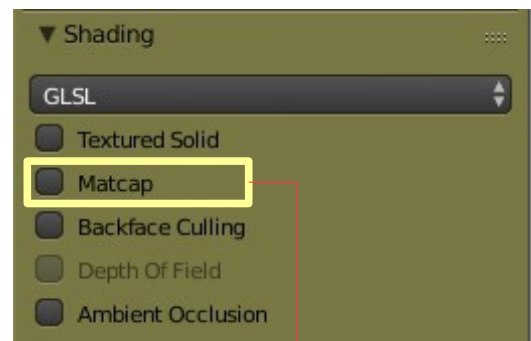 Shading
GLSL
Textured Solid
Matcap
Backface Culling
Depth Of Field
Ambient Occlusion